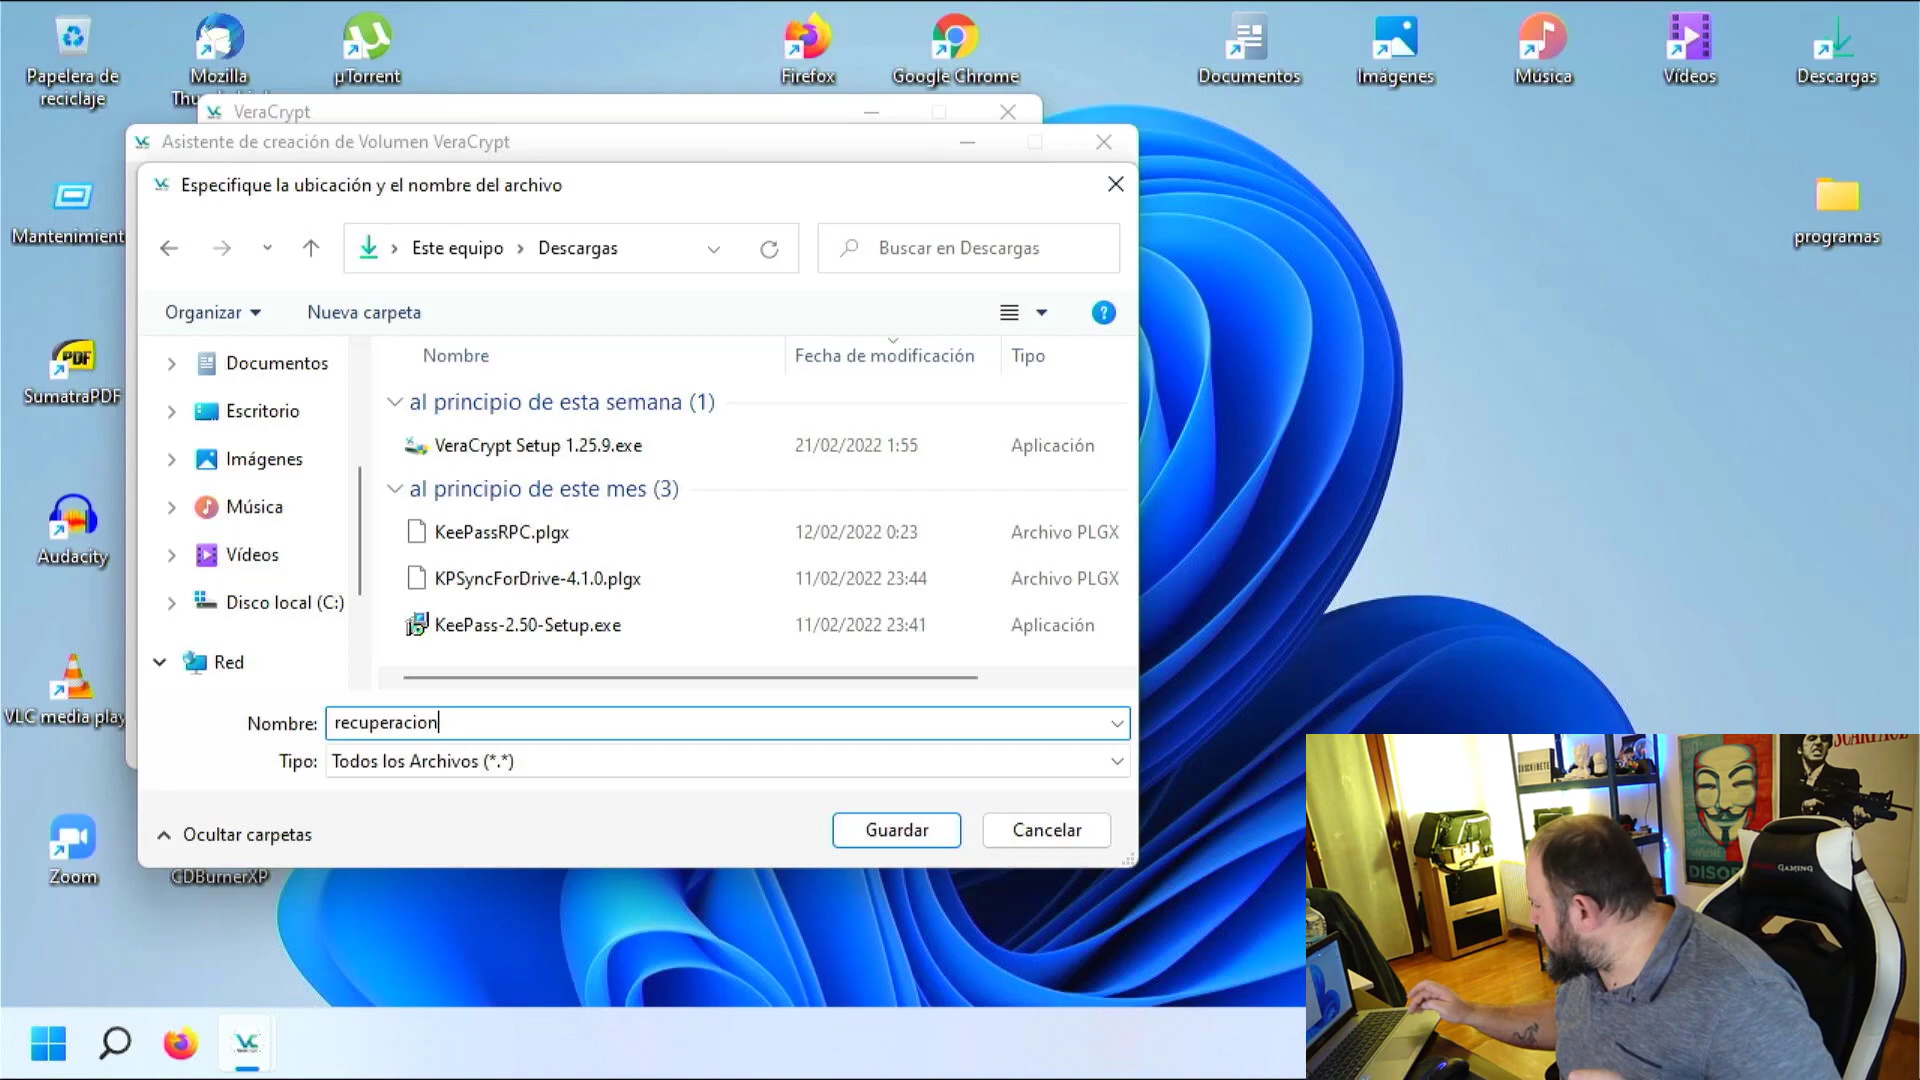 Papelera de
reciclaje
Mozilla
µTorrent
Firefox
Google Chrome
Documentos
Imágenes
Música
Vídeos
Descargas
VeraCrypt
Asistente de creación de Volumen VeraCrypt
Especifique la ubicación y el nombre del archivo
Este equipo
Descargas
Buscar en Descargas
Organizar
Nueva carpeta
?
Nombre
Fecha de modificación
Tipo
Documentos
Escritorio
Imágenes
Música
Vídeos
Disco local (C:)
Red
al principio de esta semana (1)
VeraCrypt Setup 1.25.9.exe
21/02/2022 1:55
Aplicación
al principio de este mes (3)
KeePassRPC.plgx
12/02/2022 0:23
Archivo PLGX
KPSyncForDrive-4.1.0.plgx
11/02/2022 23:44
Archivo PLGX
KeePass-2.50-Setup.exe
11/02/2022 23:41
Aplicación
Nombre:
recuperacion
Tipo:
Todos los Archivos (*.*)
Ocultar carpetas
Guardar
Cancelar
Mantenimient
SumatraPDF
Audacity
VLC media play
Zoom
CDBurnerXP
programas
PDF
SUSCRIBETE
SCARFACE
GAMING